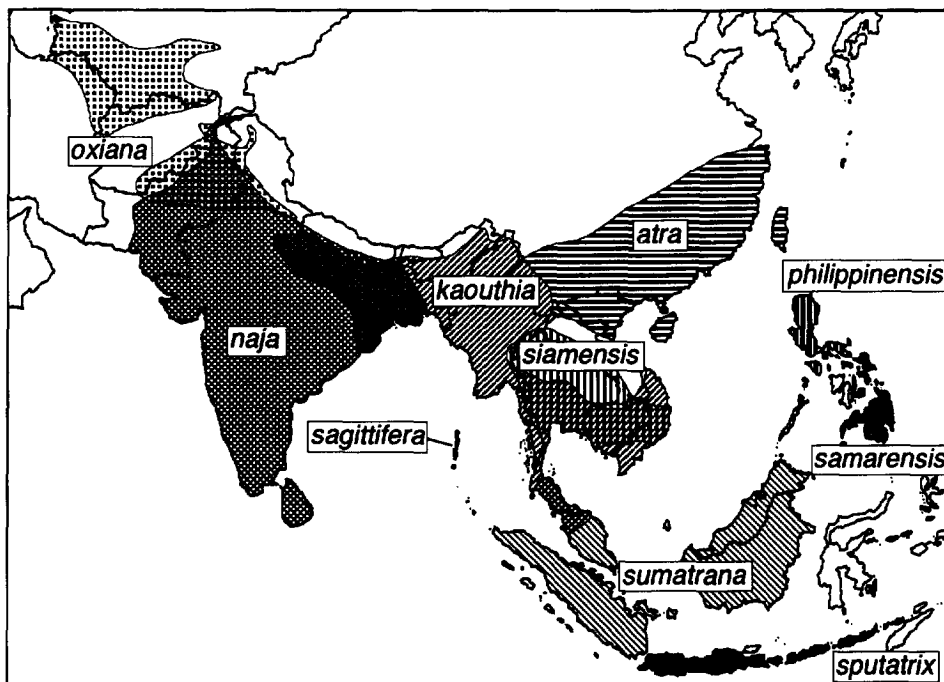 oxiana
atra
kaouthia
philippinensis
naja
siamensis
sagittifera
samarensis
sumatrana
sputatrix